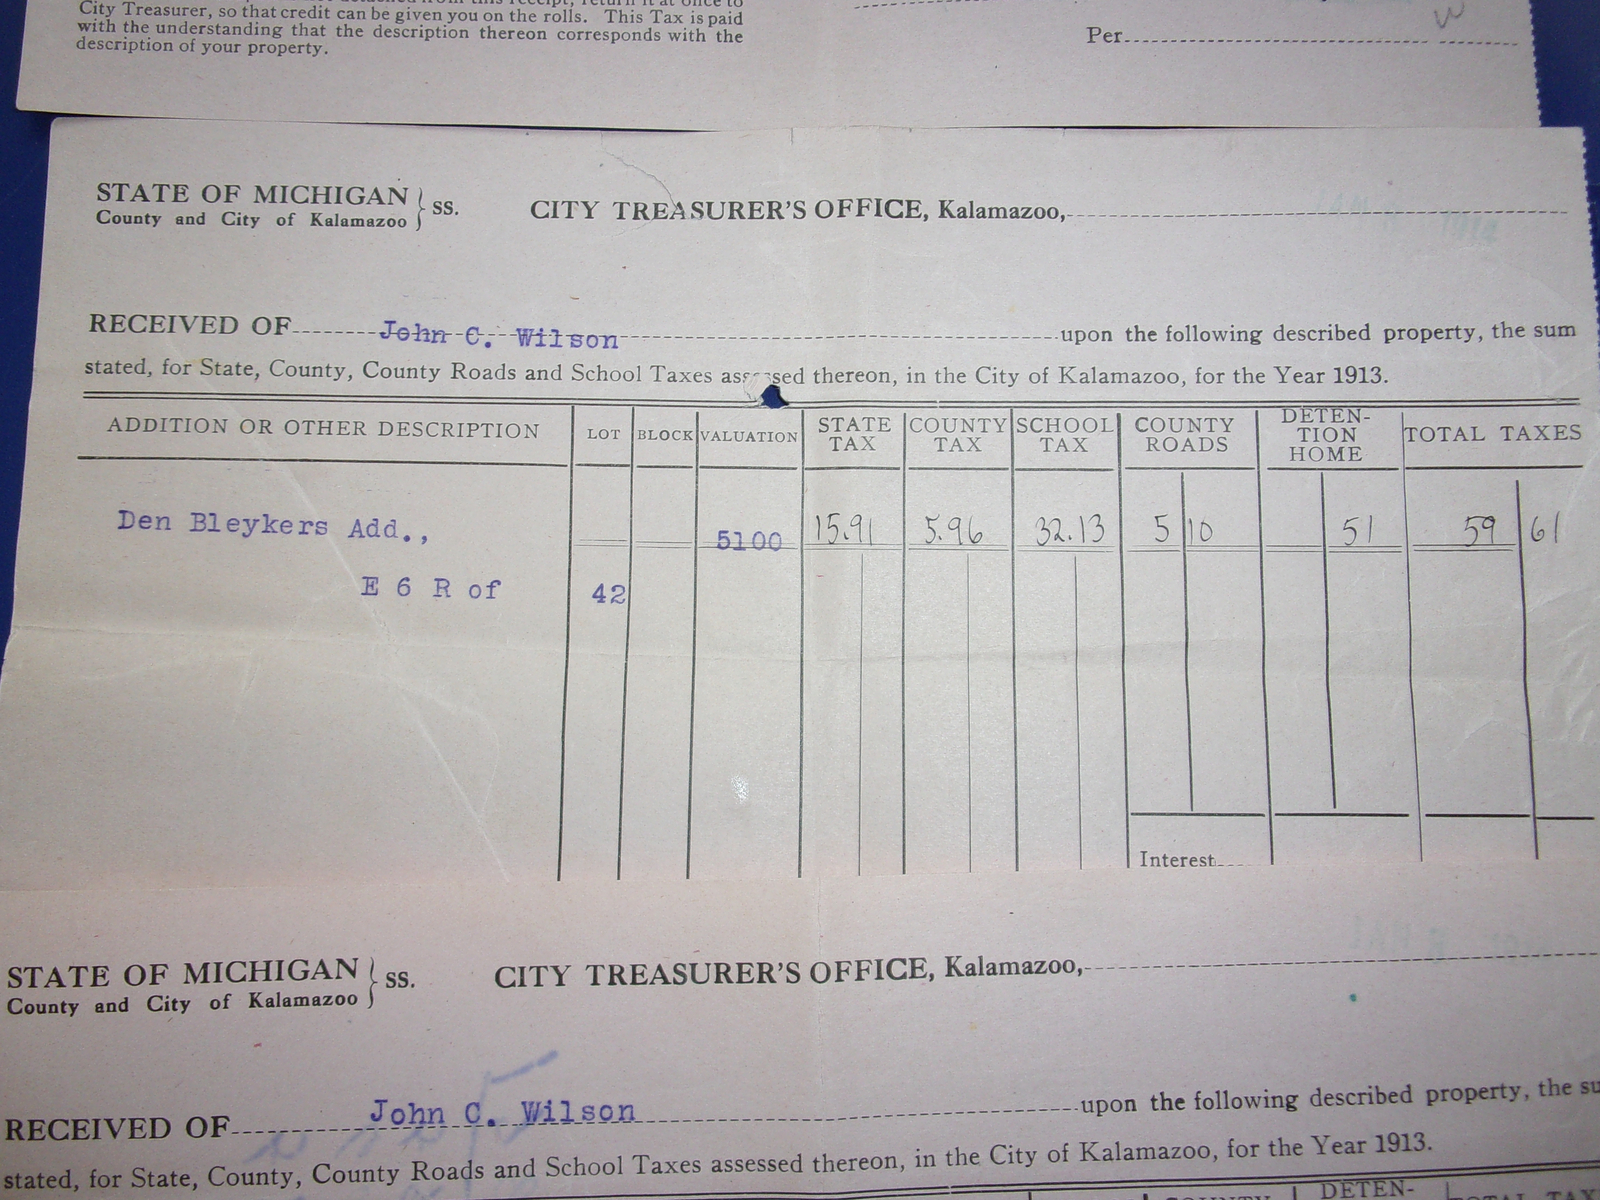 City Treasurer, so that credit can be given you on the rolls. This Tax is paid
with the understanding that the description thereon corresponds with the
description of your property.
Per
W
STATE OF MICHIGAN } ss.
County and City of Kalamazoo
CITY TREASURER'S OFFICE, Kalamazoo,
1914
RECEIVED OF John C. Wilson upon the following described property, the sum
stated, for State, County, County Roads and School Taxes assessed thereon, in the City of Kalamazoo, for the Year 1913.
ADDITION OR OTHER DESCRIPTION LOT BLOCK VALUATION STATE TAX COUNTY TAX SCHOOL TAX COUNTY ROADS DETEN-TION HOME TOTAL TAXES
Den Bleykers Add., 5100 15.91 5.96 32.13 5 10 51 59 61
E 6 R of 42
Interest
STATE OF MICHIGAN } ss.
County and City of Kalamazoo
CITY TREASURER'S OFFICE, Kalamazoo,
RECEIVED OF John C. Wilson upon the following described property, the su
stated, for State, County, County Roads and School Taxes assessed thereon, in the City of Kalamazoo, for the Year 1913.
DETEN-